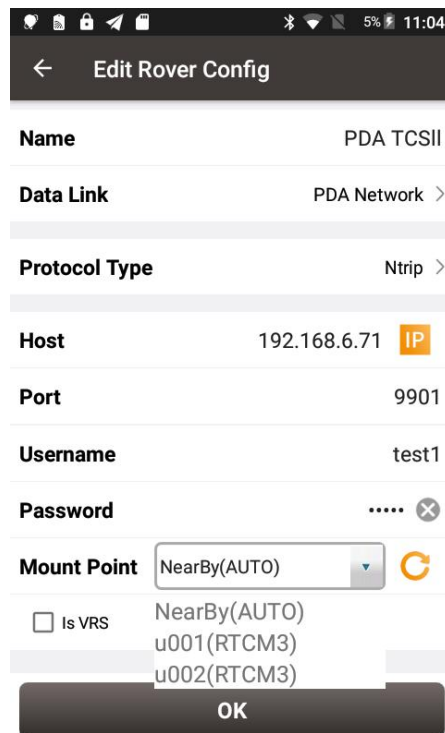 5% 11:04
Edit Rover Config
Name PDA TCSII
Data Link PDA Network >
Protocol Type Ntrip >
Host 192.168.6.71 IP
Port 9901
Username test1
Password •••••
Mount Point NearBy(AUTO)
Is VRS NearBy(AUTO)
u001(RTCM3)
u002(RTCM3)
OK